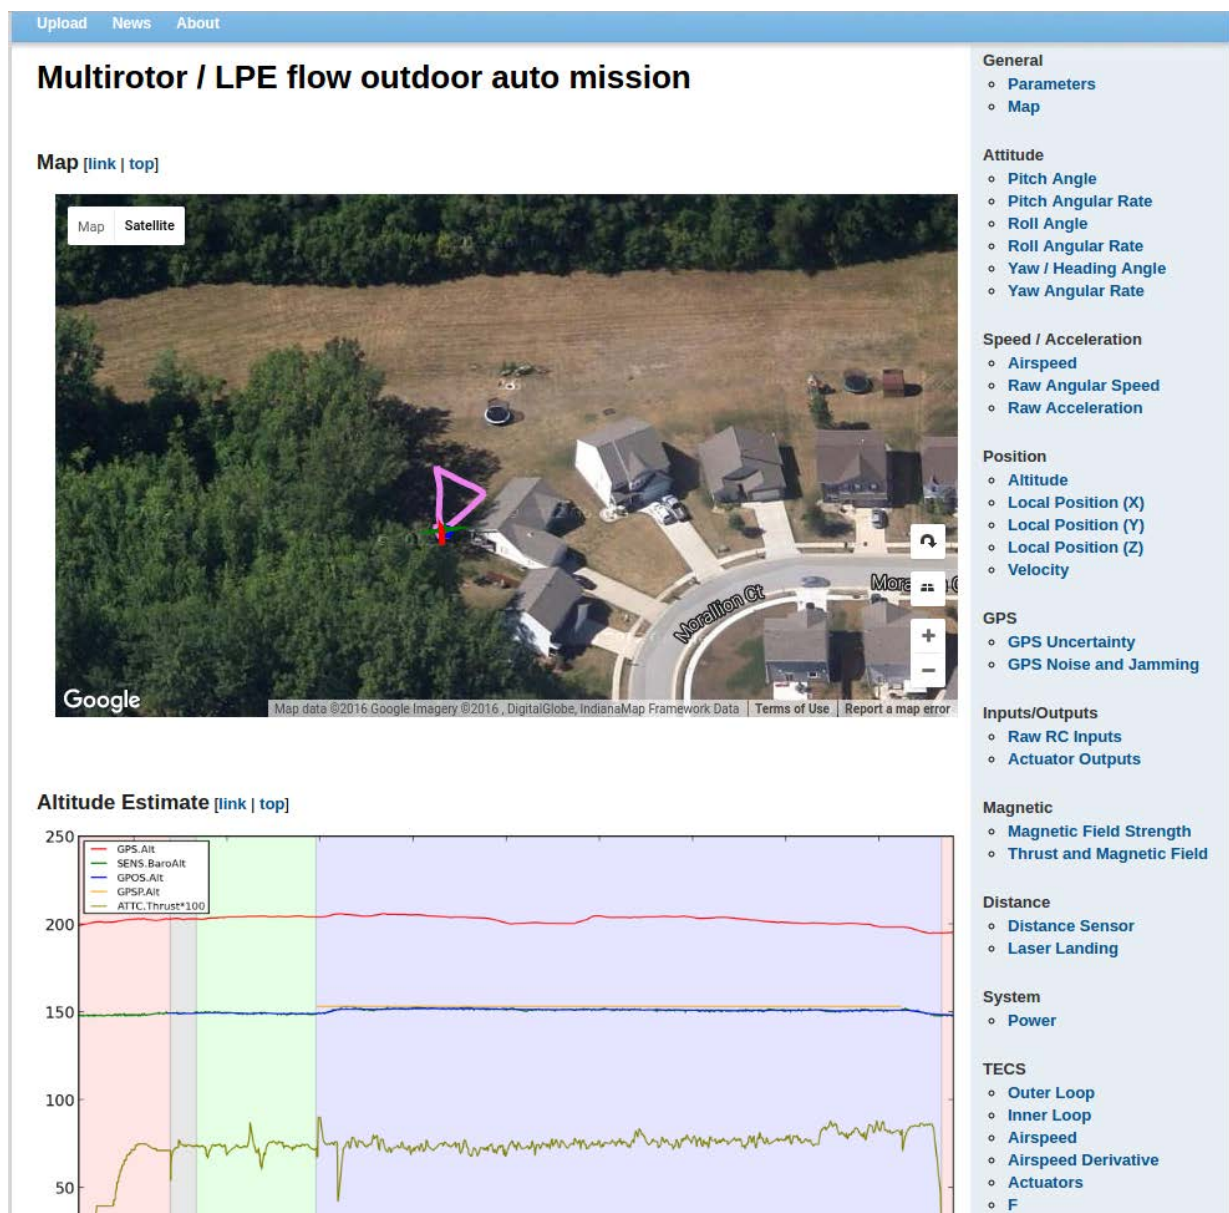 Upload News About
Multirotor / LPE flow outdoor auto mission
Map [link | top]
Map Satellite
Morallion Ct
Google
Map data ©2016 Google Imagery ©2016 , DigitalGlobe, IndianaMap Framework Data Terms of Use Report a map error
Altitude Estimate [link | top]
250
200
150
100
50
GPS.Alt
SENS.BaroAlt
GPOS.Alt
GPSP.Alt
ATTC.Thrust*100
General
Parameters
Map
Attitude
Pitch Angle
Pitch Angular Rate
Roll Angle
Roll Angular Rate
Yaw / Heading Angle
Yaw Angular Rate
Speed / Acceleration
Airspeed
Raw Angular Speed
Raw Acceleration
Position
Altitude
Local Position (X)
Local Position (Y)
Local Position (Z)
Velocity
GPS
GPS Uncertainty
GPS Noise and Jamming
Inputs/Outputs
Raw RC Inputs
Actuator Outputs
Magnetic
Magnetic Field Strength
Thrust and Magnetic Field
Distance
Distance Sensor
Laser Landing
System
Power
TECS
Outer Loop
Inner Loop
Airspeed
Airspeed Derivative
Actuators
F